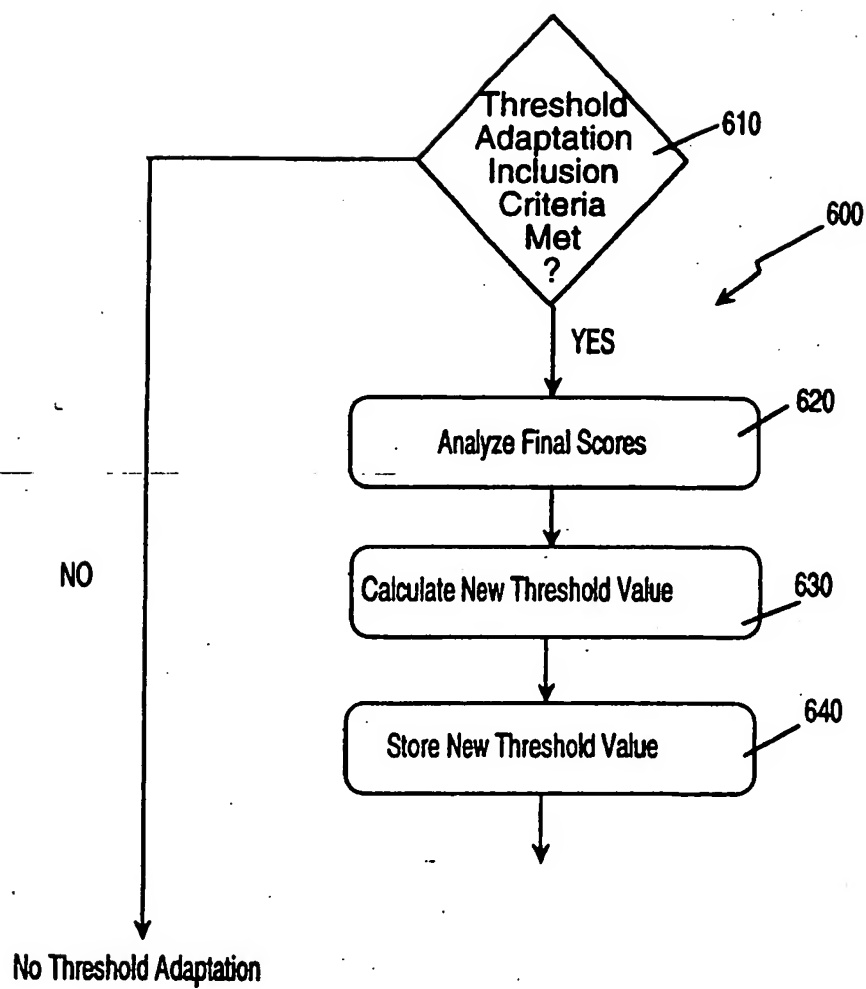 Threshold
Adaptation
Inclusion
Criteria
Met
?
610
600
YES
620
Analyze Final Scores
NO
Calculate New Threshold Value
630
640
Store New Threshold Value
No Threshold Adaptation